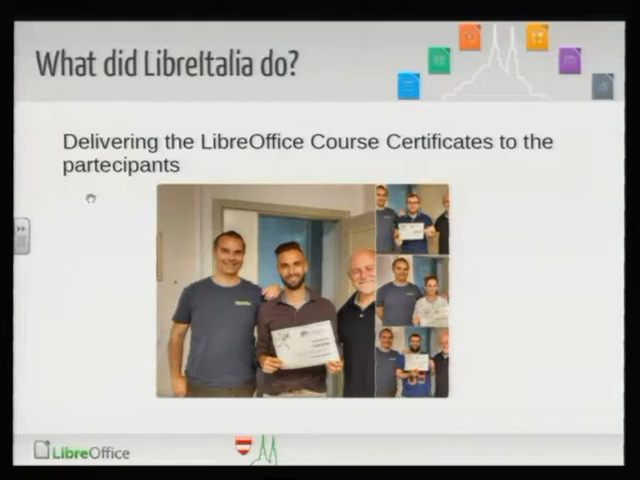 What did LibreItalia do?
Delivering the LibreOffice Course Certificates to the
partecipants
LibreOffice